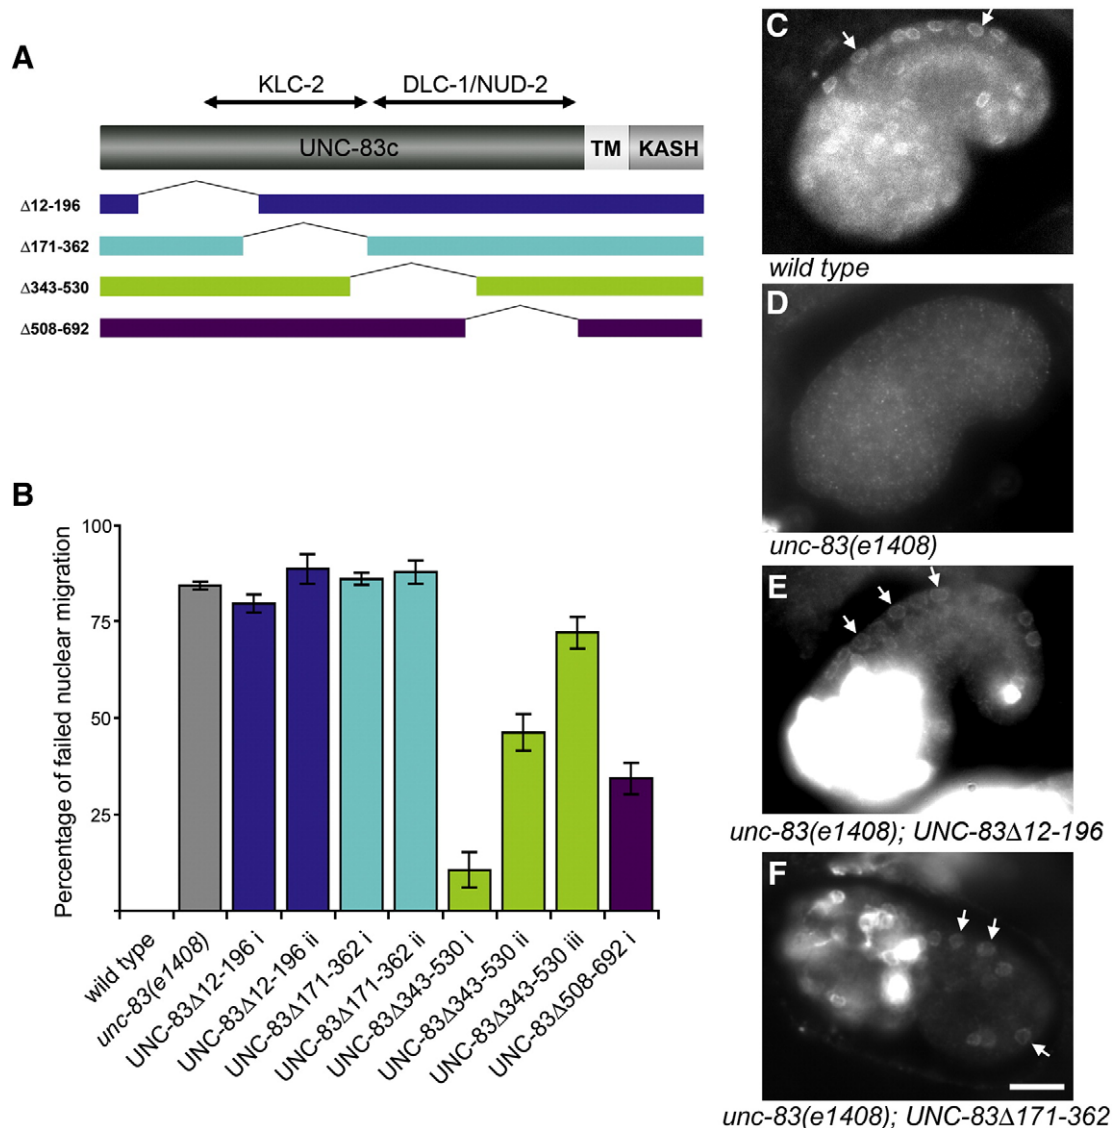 A
KLC-2 DLC-1/NUD-2
UNC-83c TM KASH
Δ12-196
Δ171-362
Δ343-530
Δ508-692
B
Percentage of failed nuclear migration
100
75
50
25
wild type
unc-83(e1408)
UNC-83Δ12-196 i
UNC-83Δ12-196 ii
UNC-83Δ171-362 i
UNC-83Δ171-362 ii
UNC-83Δ343-530 i
UNC-83Δ343-530 ii
UNC-83Δ343-530 iii
UNC-83Δ508-692 i
C
wild type
D
unc-83(e1408)
E
unc-83(e1408); UNC-83Δ12-196
F
unc-83(e1408); UNC-83Δ171-362